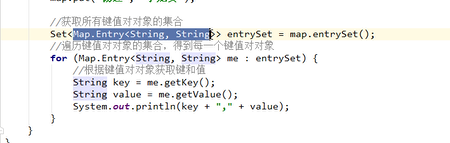 //获取所有键值对对象的集合
Set<Map.Entry<String, String>> entrySet = map.entrySet();
//遍历键值对对象的集合，得到每一个键值对对象
for (Map.Entry<String, String> me : entrySet) {
//根据键值对对象获取键和值
String key = me.getKey();
String value = me.getValue();
System.out.println(key + "," + value);
}
}